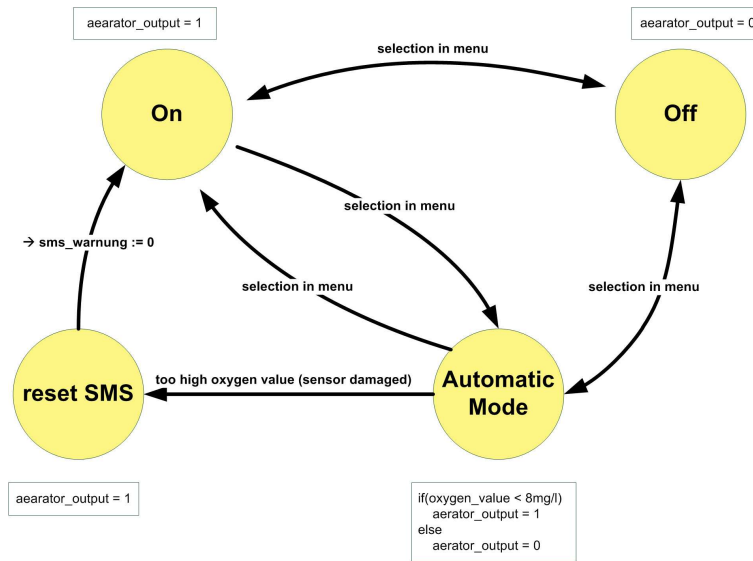 aearator_output = 1
aearator_output = 0
selection in menu
On
Off
selection in menu
→ sms_warnung := 0
selection in menu
selection in menu
too high oxygen value (sensor damaged)
reset SMS
Automatic
Mode
aearator_output = 1
if(oxygen_value < 8mg/l)
aerator_output = 1
else
aerator_output = 0